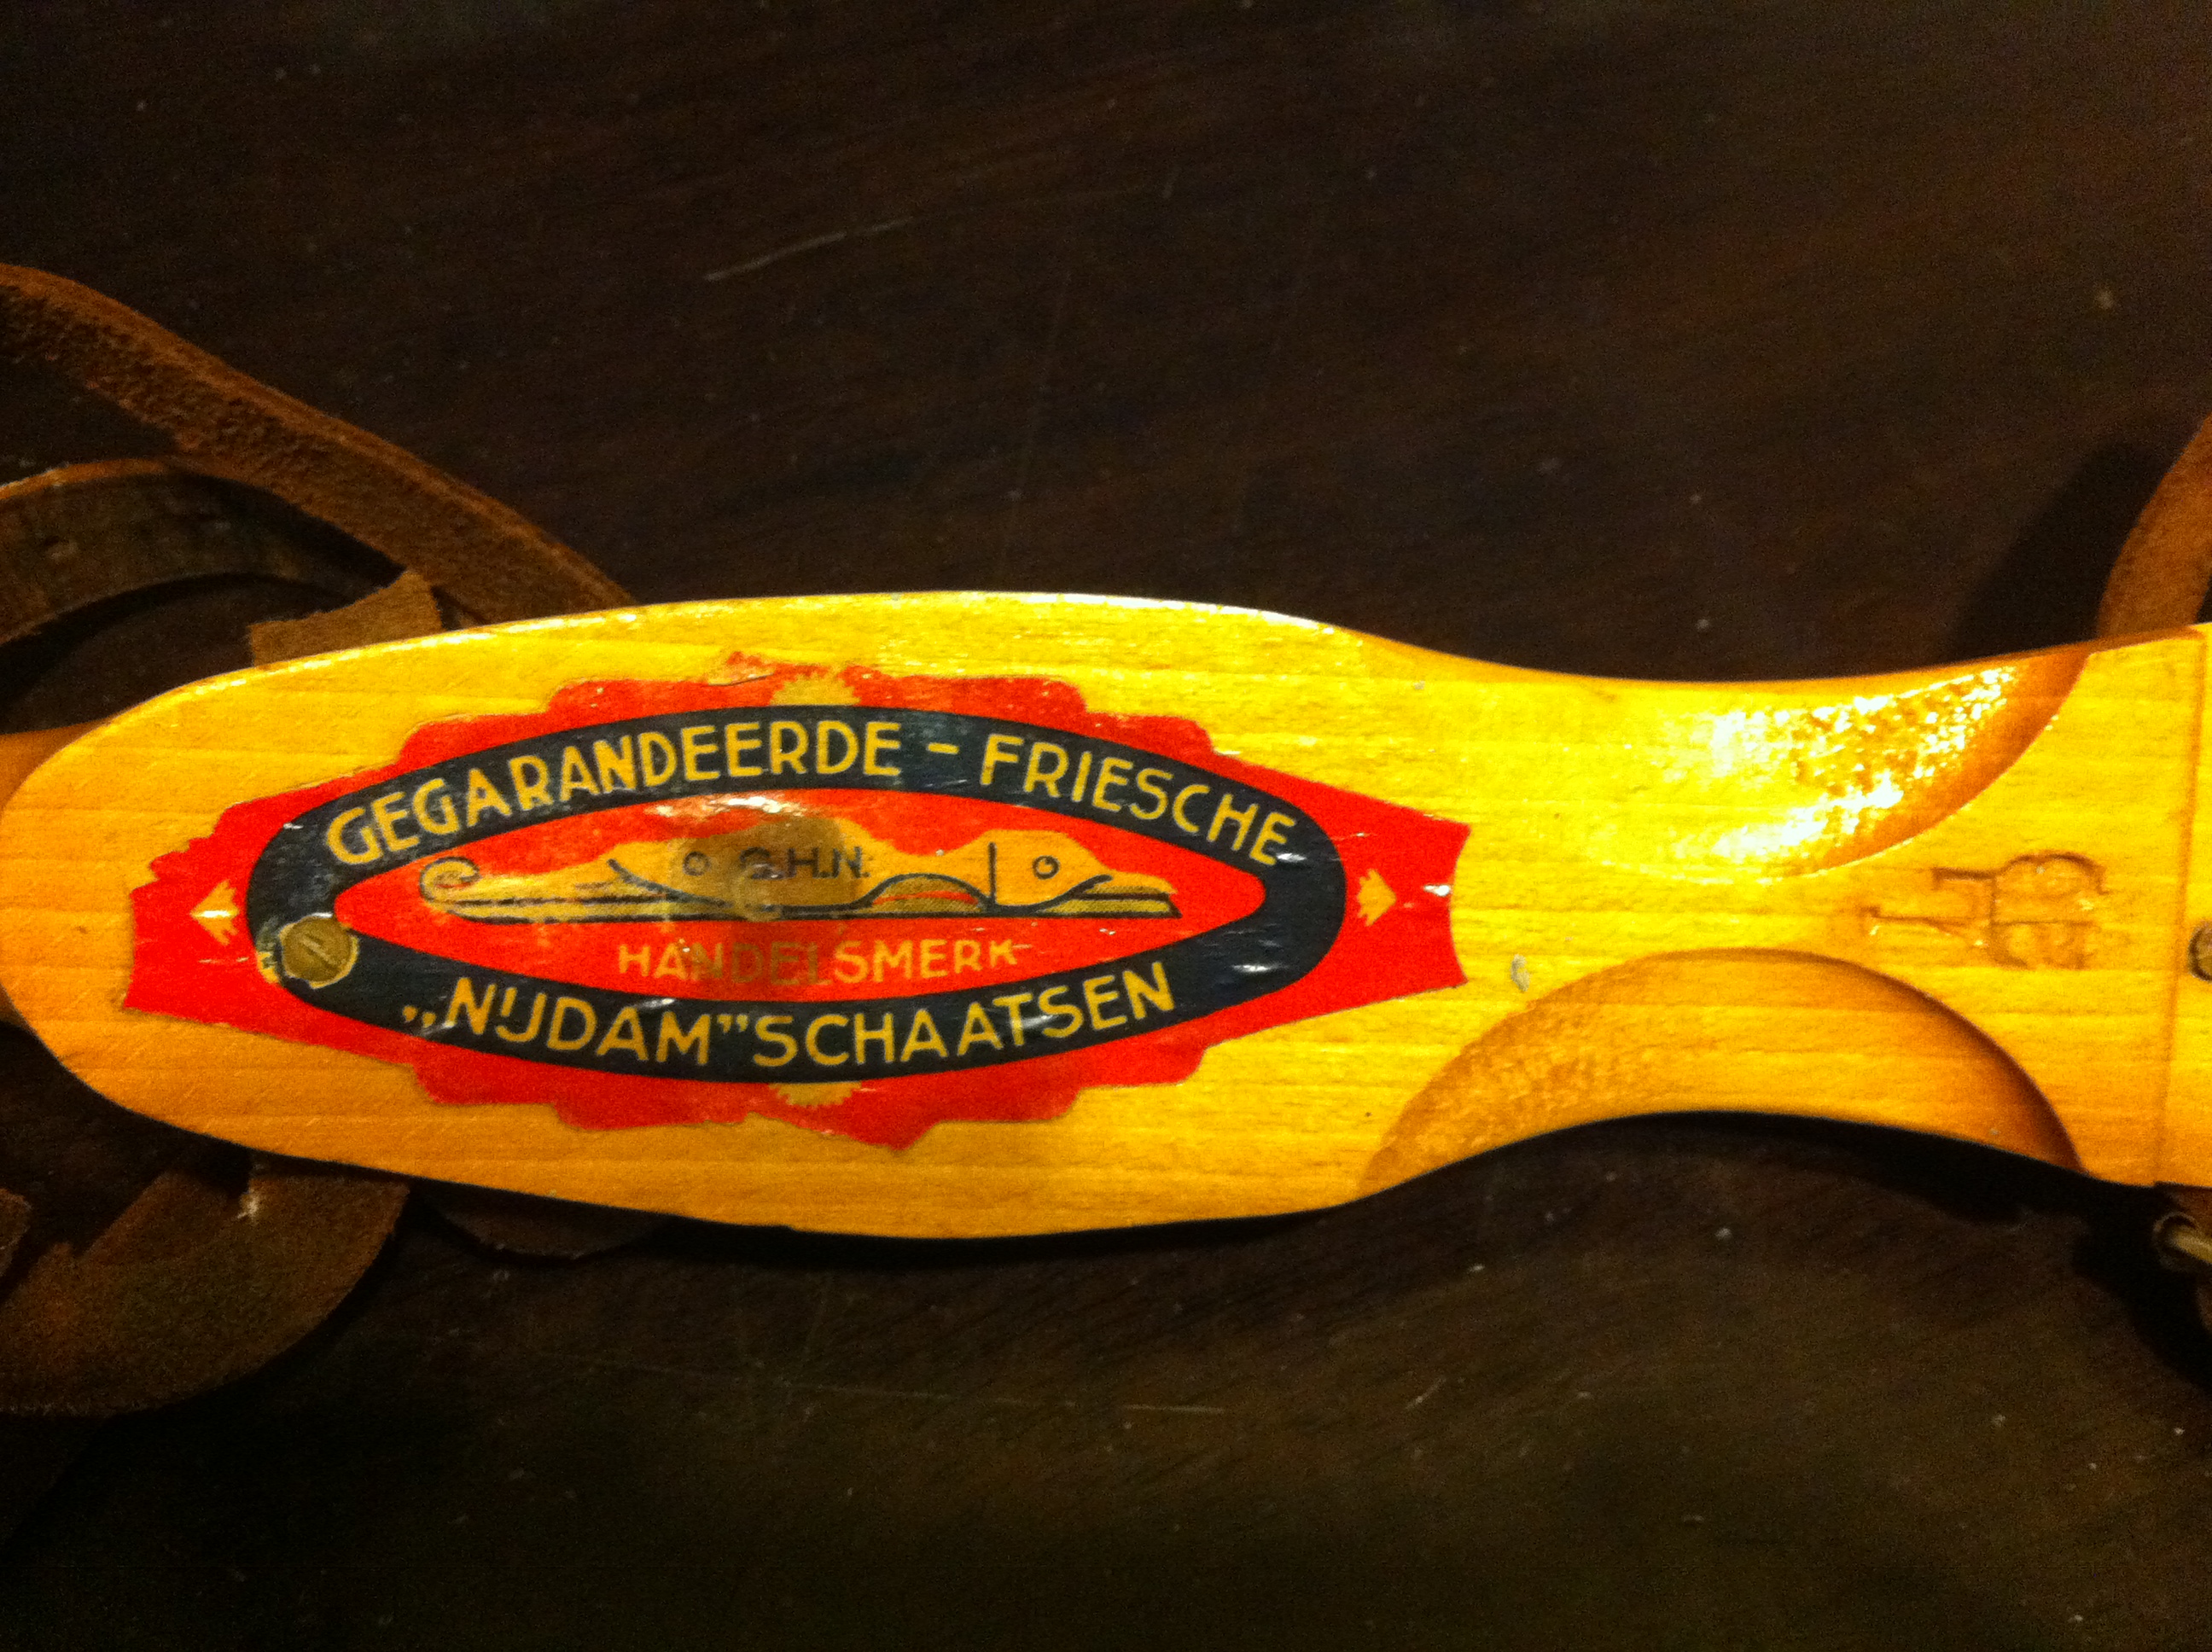 GEGARANDEERDE - FRIESCHE
G.H.N.
HANDELSMERK
„NIJDAM” SCHAATSEN